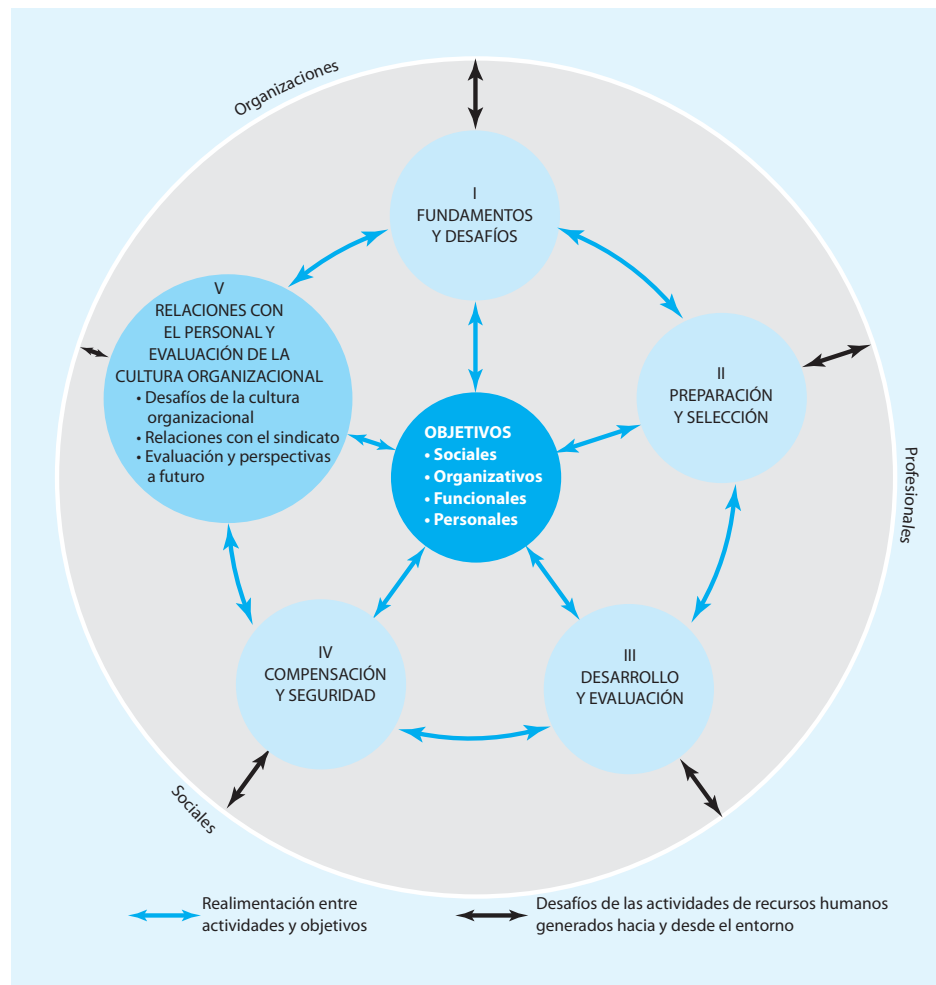 Organizaciones
I
FUNDAMENTOS
Y DESAFÍOS
V
RELACIONES CON
EL PERSONAL Y
EVALUACIÓN DE LA
CULTURA ORGANIZACIONAL
• Desafíos de la cultura
organizacional
• Relaciones con el sindicato
• Evaluación y perspectivas
a futuro
II
PREPARACIÓN
Y SELECCIÓN
OBJETIVOS
• Sociales
• Organizativos
• Funcionales
• Personales
Profesionales
IV
COMPENSACIÓN
Y SEGURIDAD
III
DESARROLLO
Y EVALUACIÓN
Sociales
Realimentación entre
actividades y objetivos
Desafíos de las actividades de recursos humanos
generados hacia y desde el entorno